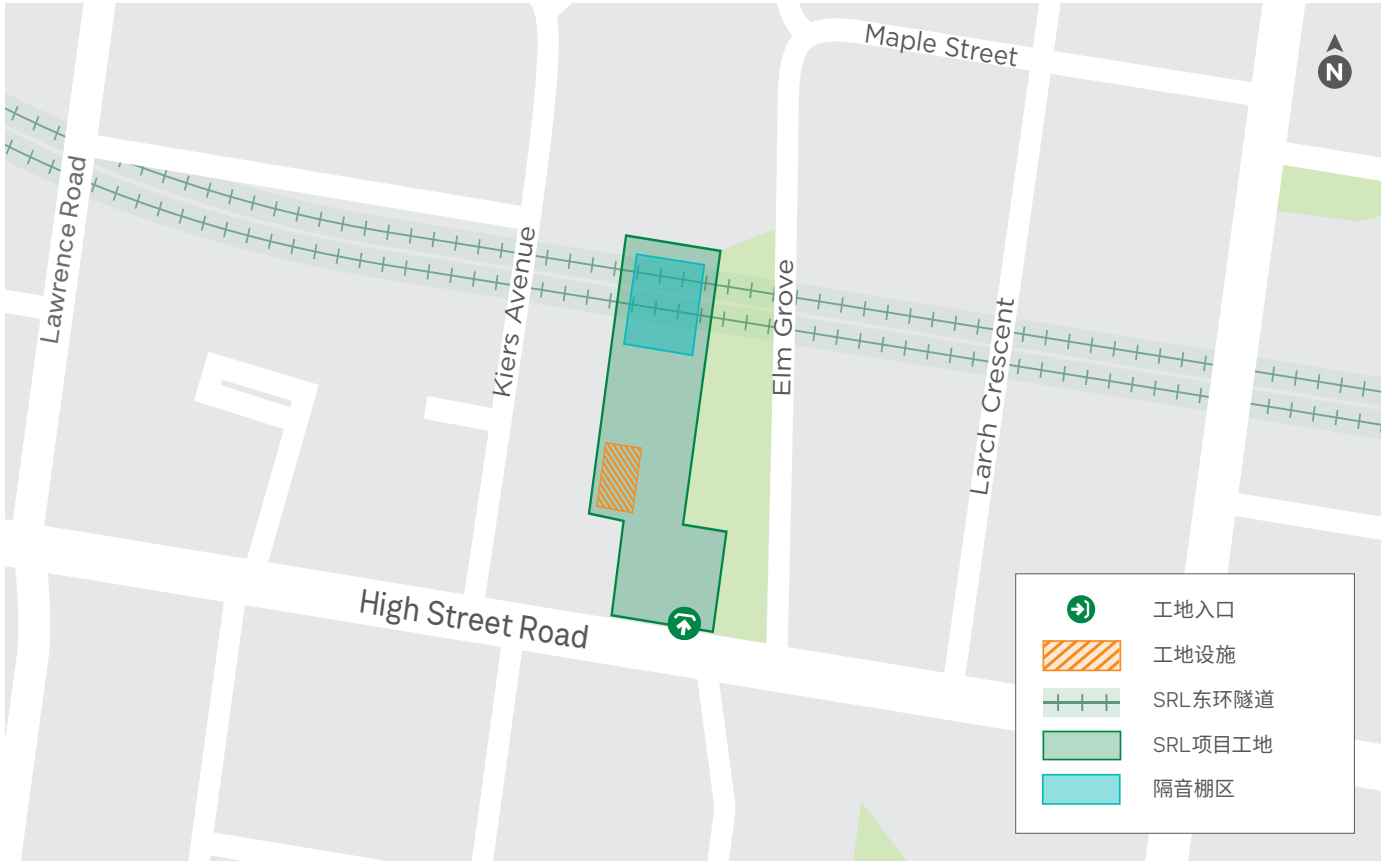 Maple Street
N
Lawrence Road
Kiers Avenue
Elm Grove
Larch Crescent
High Street Road
工地入口
工地设施
SRL东环隧道
SRL项目工地
隔音棚区